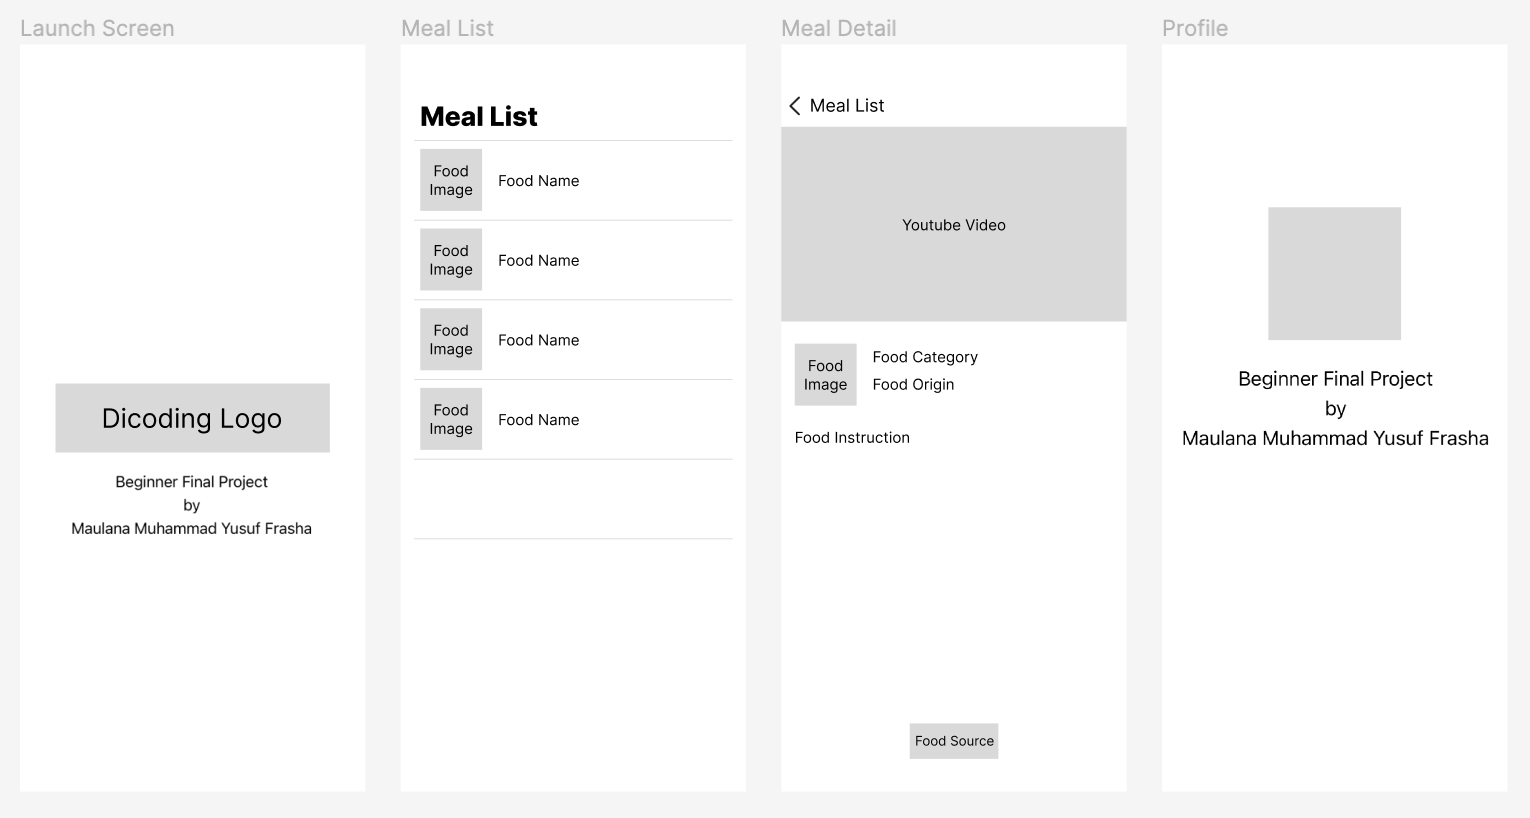 Launch Screen
Dicoding Logo
Beginner Final Project
by
Maulana Muhammad Yusuf Frasha
Meal List
Meal List
Food
Image
Food Name
Food
Image
Food Name
Food
Image
Food Name
Food
Image
Food Name
Meal Detail
Meal List
Youtube Video
Food
Image
Food Category
Food Origin
Food Instruction
Food Source
Profile
Beginner Final Project
by
Maulana Muhammad Yusuf Frasha